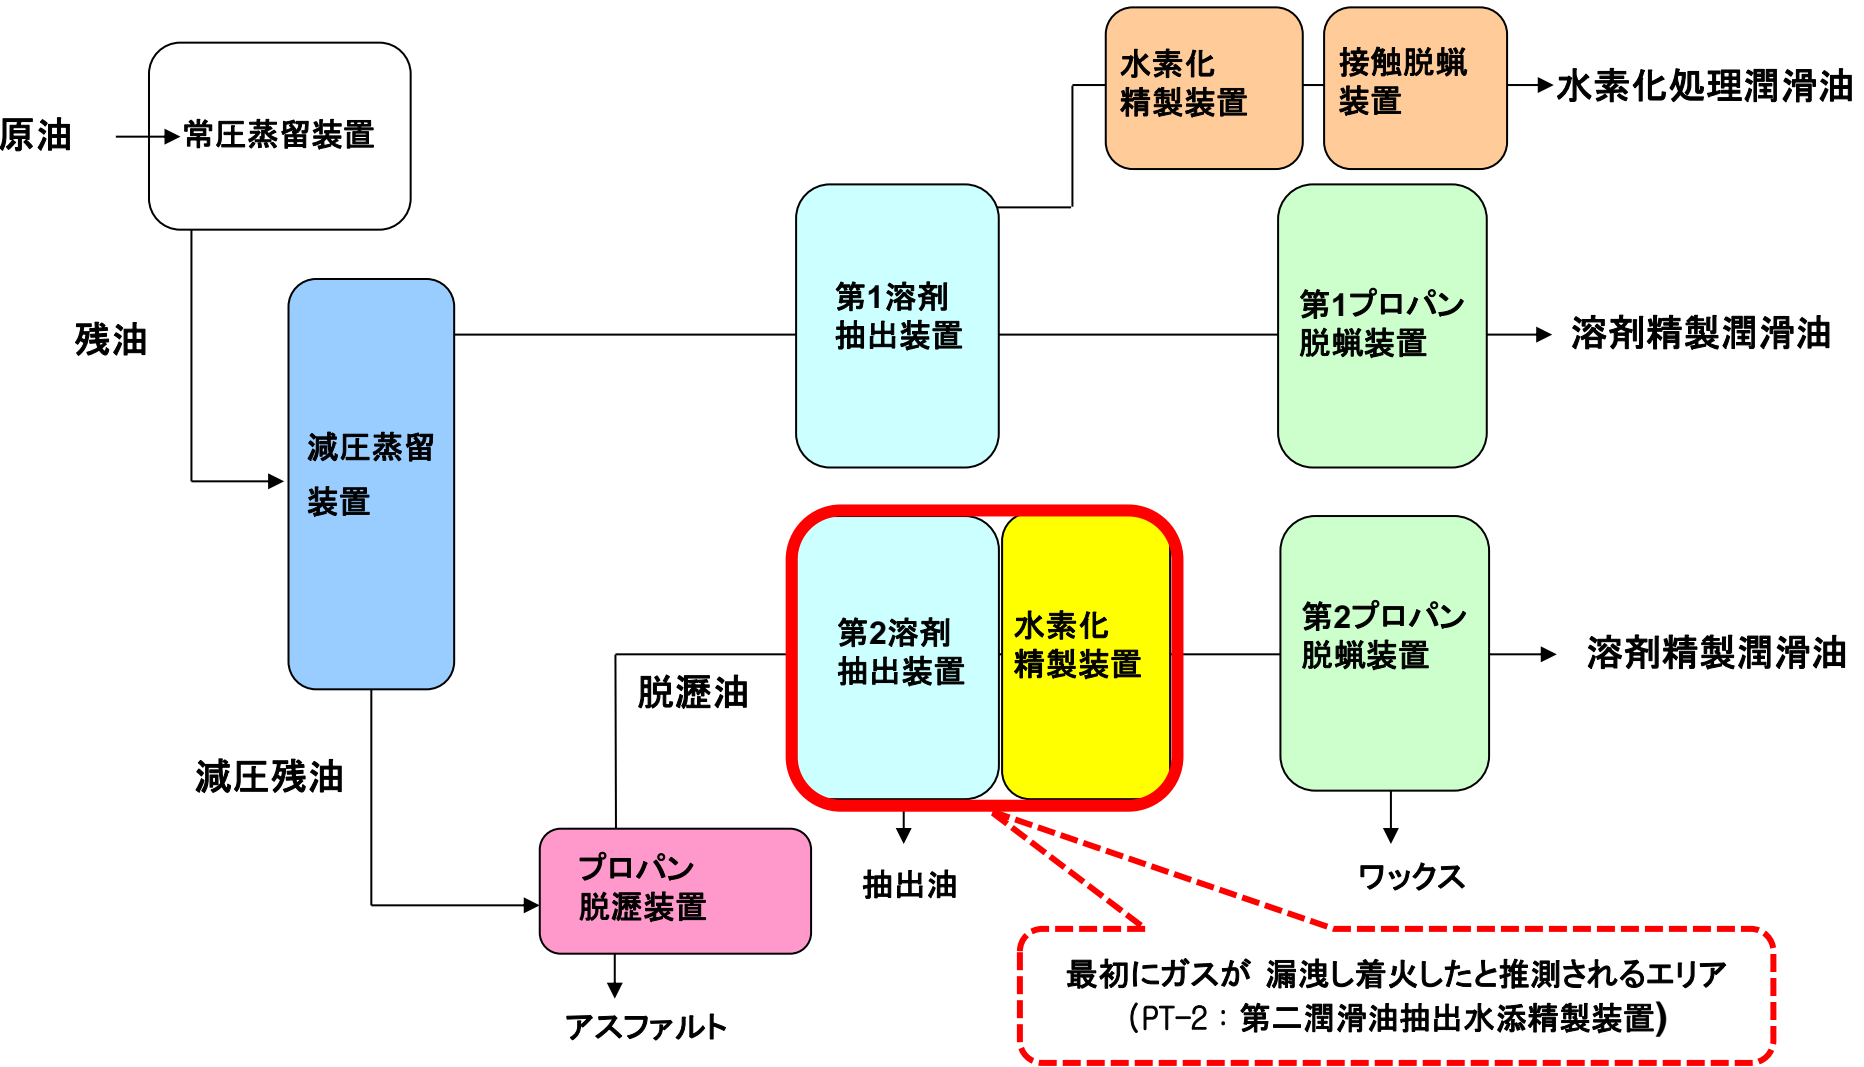 水素化
精製装置
接触脱蝋
装置
水素化処理潤滑油
原油
常圧蒸留装置
第1溶剤
抽出装置
第1プロパン
脱蝋装置
溶剤精製潤滑油
残油
減圧蒸留
装置
第2溶剤
抽出装置
水素化
精製装置
第2プロパン
脱蝋装置
溶剤精製潤滑油
脱瀝油
減圧残油
プロパン
脱瀝装置
抽出油
ワックス
アスファルト
最初にガスが 漏洩し着火したと推測されるエリア
(PT-2：第二潤滑油抽出水添精製装置)